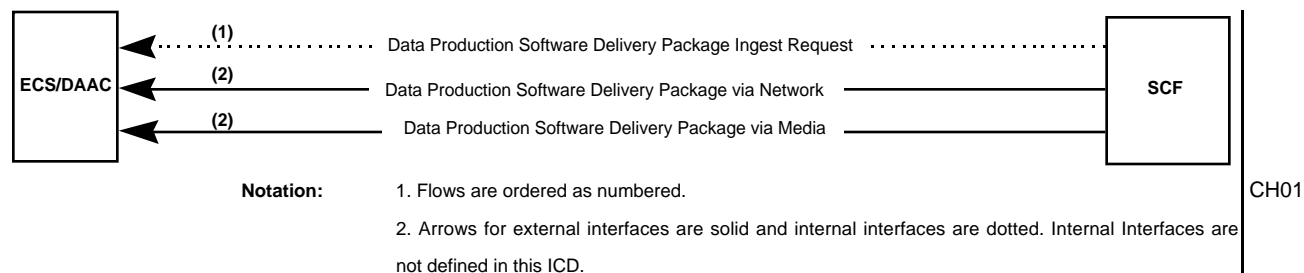 (1)
Data Production Software Delivery Package Ingest Request
ECS/DAAC
(2)
Data Production Software Delivery Package via Network
SCF
(2)
Data Production Software Delivery Package via Media
Notation: 1. Flows are ordered as numbered.
CH01
2. Arrows for external interfaces are solid and internal interfaces are dotted. Internal Interfaces are
not defined in this ICD.